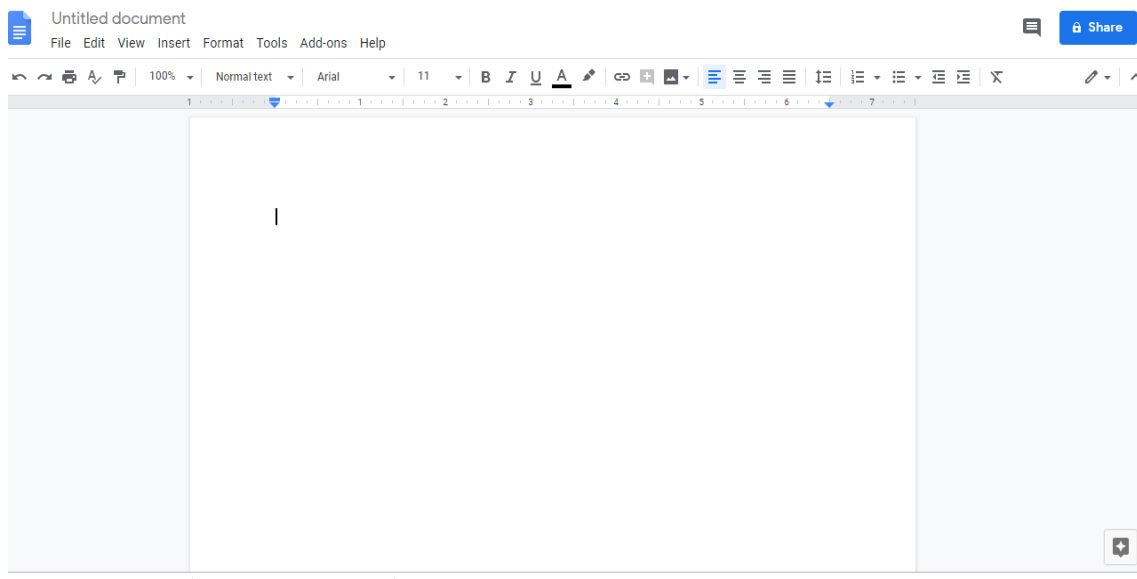 Untitled document
File Edit View Insert Format Tools Add-ons Help
Share
100% Normal text Arial 11 B I U A
1 1 2 3 4 5 6 7